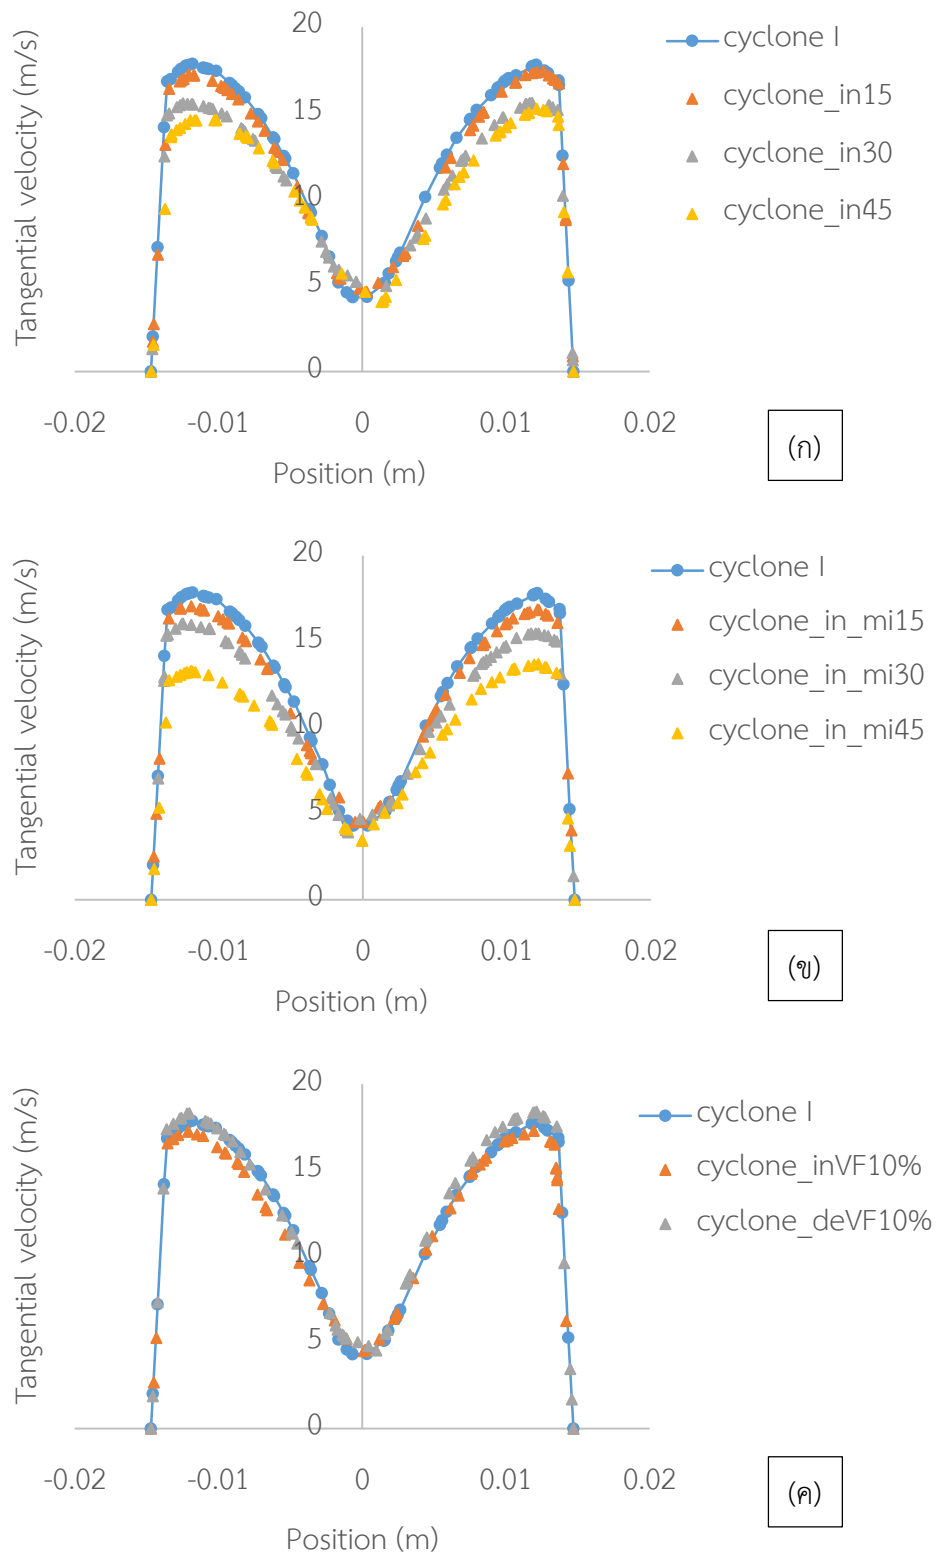 Tangential velocity (m/s)
20
15
10
5
0
-0.02
-0.01
0
0.01
0.02
Position (m)
cyclone I
cyclone_in15
cyclone_in30
cyclone_in45
(ก)
Tangential velocity (m/s)
20
15
10
5
0
-0.02
-0.01
0
0.01
0.02
Position (m)
cyclone I
cyclone_in_mi15
cyclone_in_mi30
cyclone_in_mi45
(ข)
Tangential velocity (m/s)
20
15
10
5
0
-0.02
-0.01
0
0.01
0.02
Position (m)
cyclone I
cyclone_inVF10%
cyclone_deVF10%
(ค)